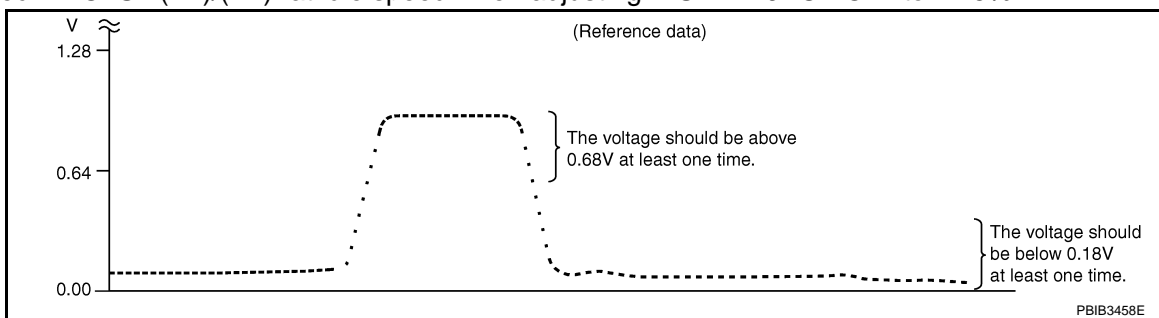 V
(Reference data)
1.28
The voltage should be above
0.68V at least one time.
0.64
The voltage should
be below 0.18V
at least one time.
0.00
PBIB3458E